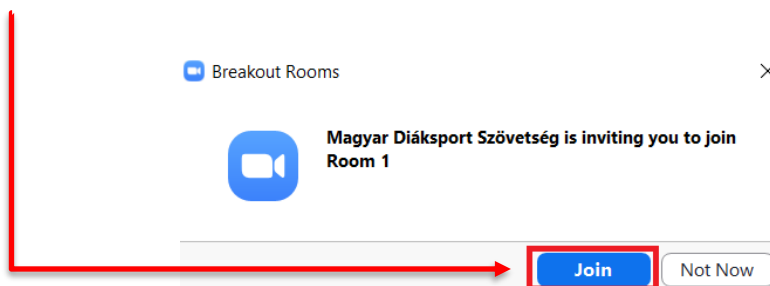 Breakout Rooms
Magyar Diáksport Szövetség is inviting you to join
Room 1
Join
Not Now